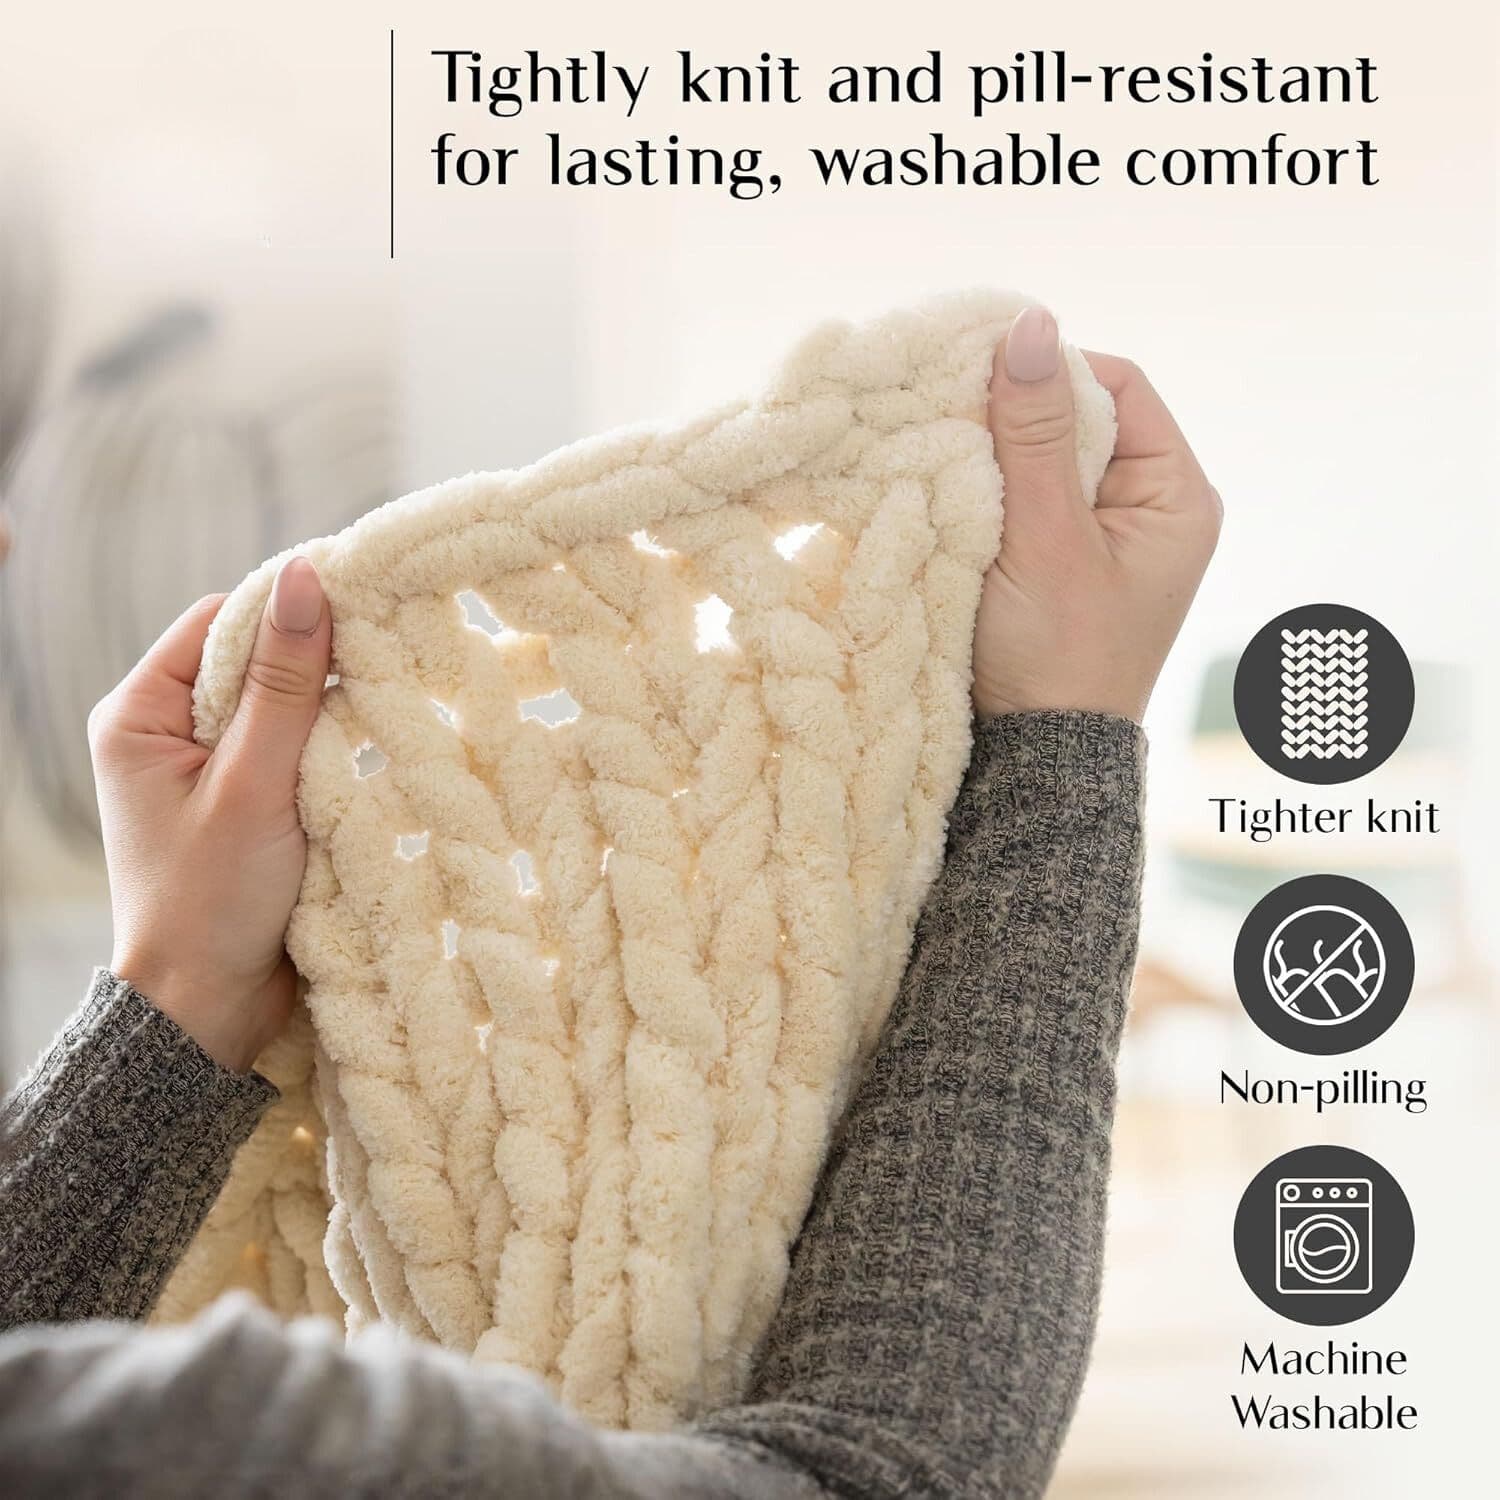 Tightly knit and pill-resistant
for lasting, washable comfort
Tighter knit
Non-pilling
Machine
Washable